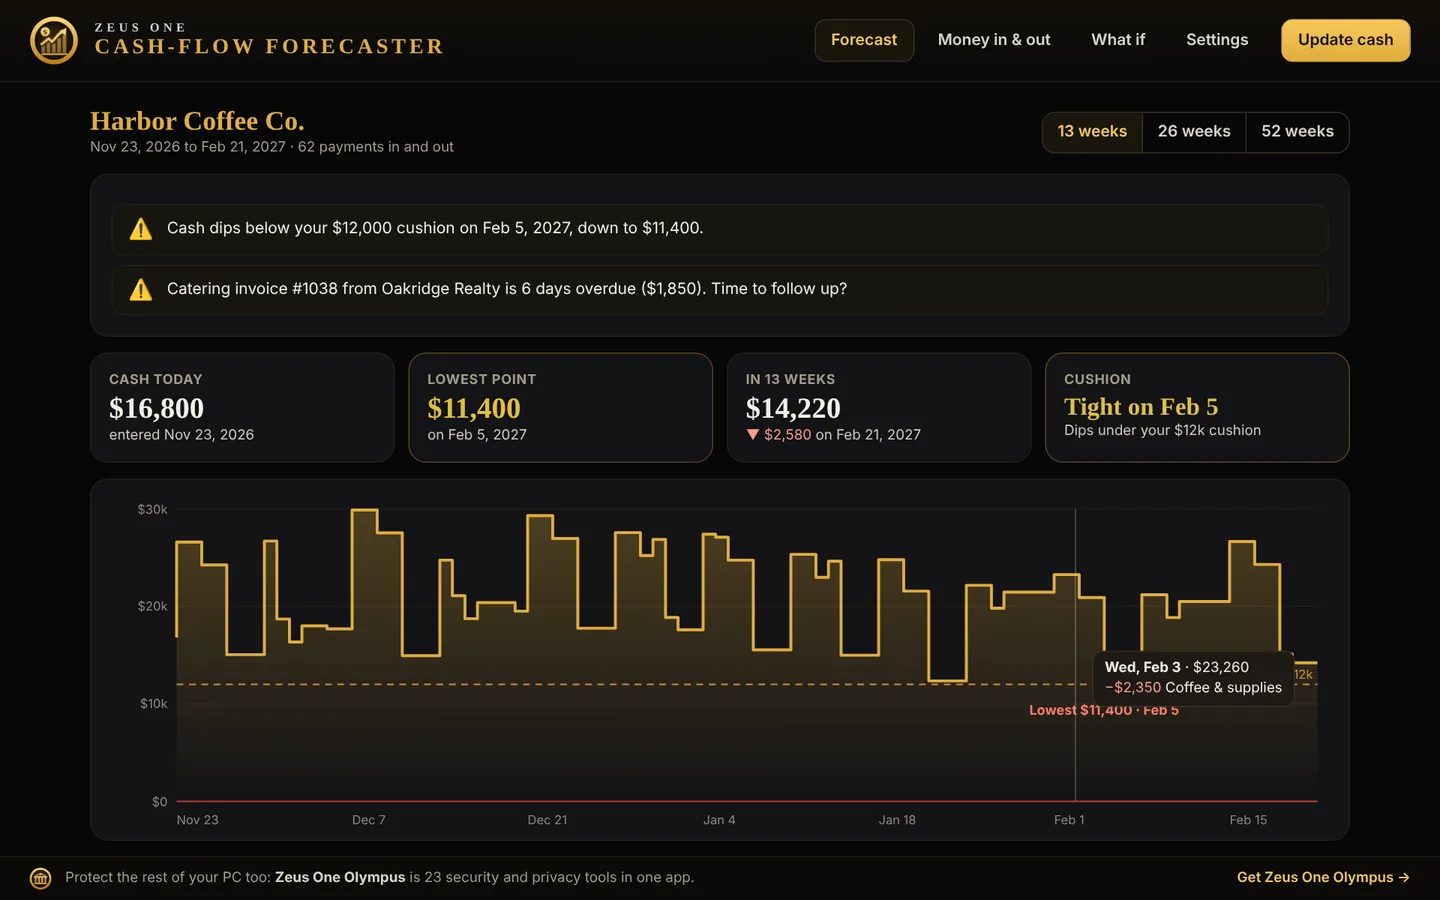 ZEUS ONE
CASH-FLOW FORECASTER
Forecast
Money in & out
What if
Settings
Update cash
Harbor Coffee Co.
Nov 23, 2026 to Feb 21, 2027 · 62 payments in and out
13 weeks
26 weeks
52 weeks
Cash dips below your $12,000 cushion on Feb 5, 2027, down to $11,400.
Catering invoice #1038 from Oakridge Realty is 6 days overdue ($1,850). Time to follow up?
CASH TODAY
$16,800
entered Nov 23, 2026
LOWEST POINT
$11,400
on Feb 5, 2027
IN 13 WEEKS
$14,220
▼ $2,580 on Feb 21, 2027
CUSHION
Tight on Feb 5
Dips under your $12k cushion
$30k
$20k
$10k
$0
Wed, Feb 3 · $23,260
−$2,350 Coffee & supplies
12k
Lowest $11,400 · Feb 5
Nov 23
Dec 7
Dec 21
Jan 4
Jan 18
Feb 1
Feb 15
Protect the rest of your PC too: Zeus One Olympus is 23 security and privacy tools in one app.
Get Zeus One Olympus →